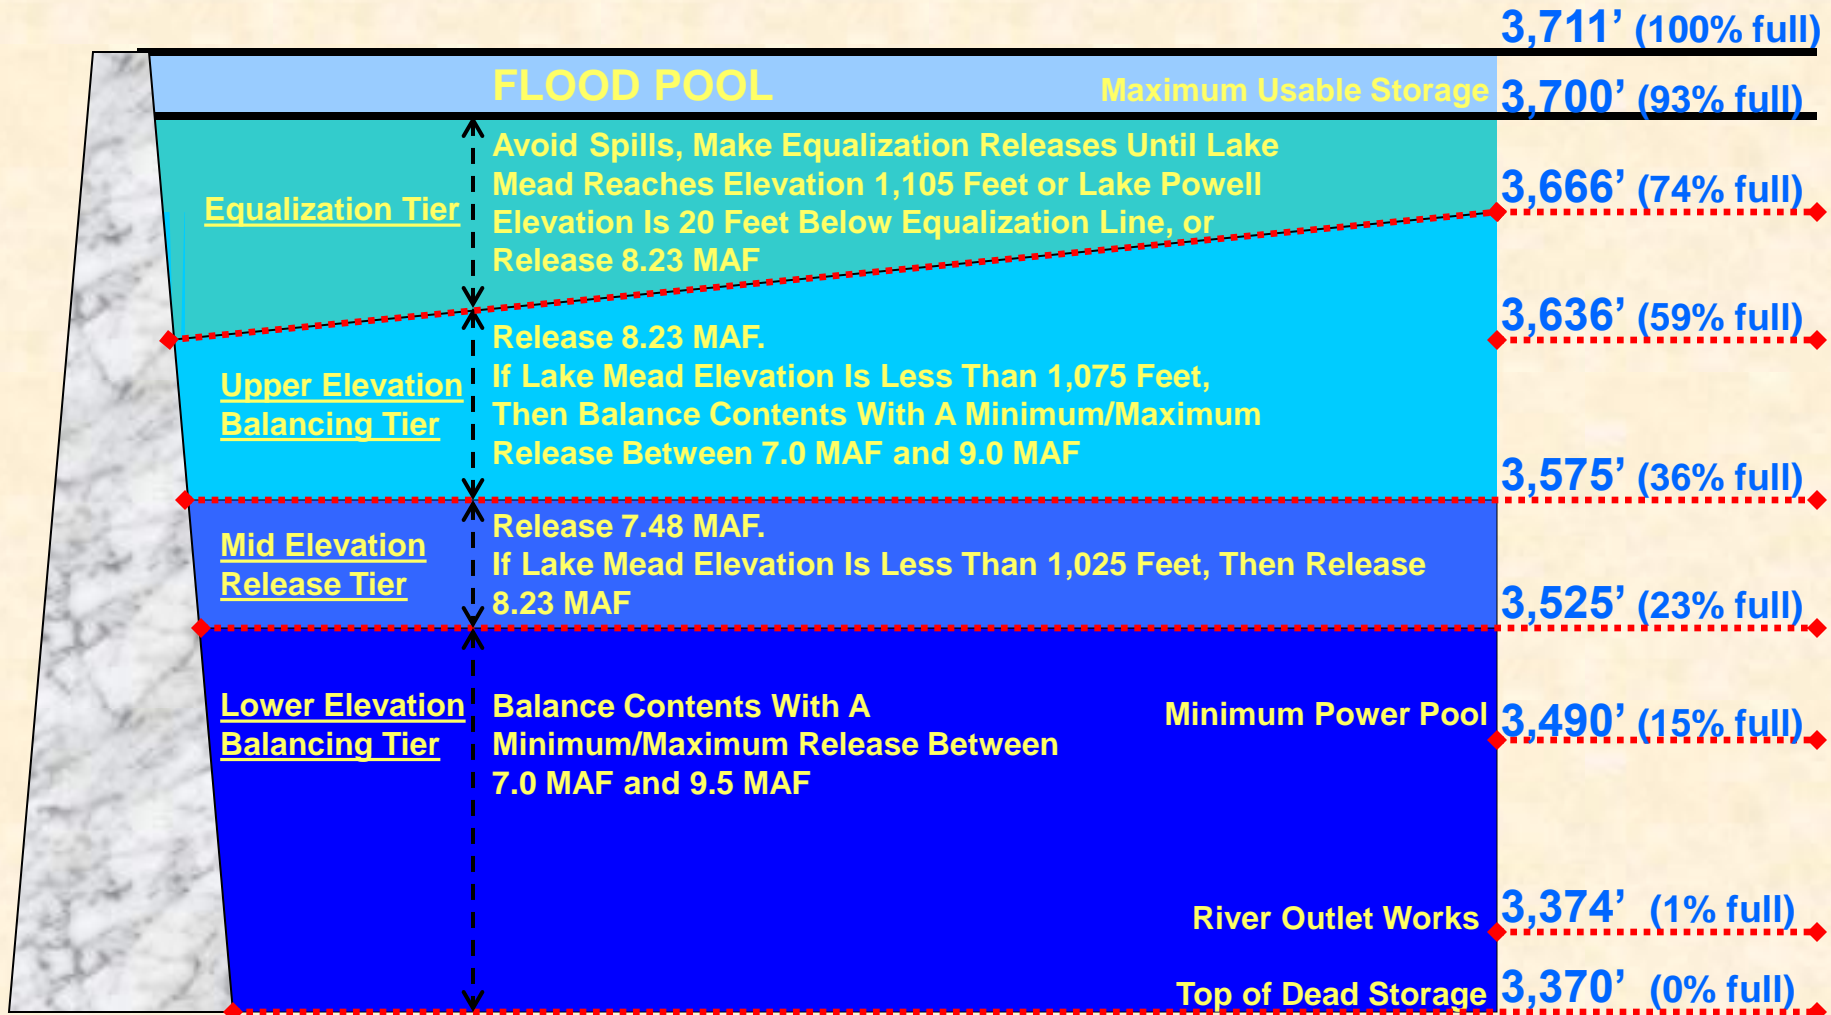 3,711’ (100% full)
FLOOD POOL
Maximum Usable Storage
3,700’ (93% full)
Equalization Tier
Avoid Spills, Make Equalization Releases Until Lake
Mead Reaches Elevation 1,105 Feet or Lake Powell
Elevation Is 20 Feet Below Equalization Line, or
Release 8.23 MAF
3,666’ (74% full)
3,636’ (59% full)
Upper Elevation
Balancing Tier
Release 8.23 MAF.
If Lake Mead Elevation Is Less Than 1,075 Feet,
Then Balance Contents With A Minimum/Maximum
Release Between 7.0 MAF and 9.0 MAF
3,575’ (36% full)
Mid Elevation
Release Tier
Release 7.48 MAF.
If Lake Mead Elevation Is Less Than 1,025 Feet, Then Release
8.23 MAF
3,525’ (23% full)
Lower Elevation
Balancing Tier
Balance Contents With A
Minimum/Maximum Release Between
7.0 MAF and 9.5 MAF
Minimum Power Pool
3,490’ (15% full)
River Outlet Works
3,374’ (1% full)
Top of Dead Storage
3,370’ (0% full)